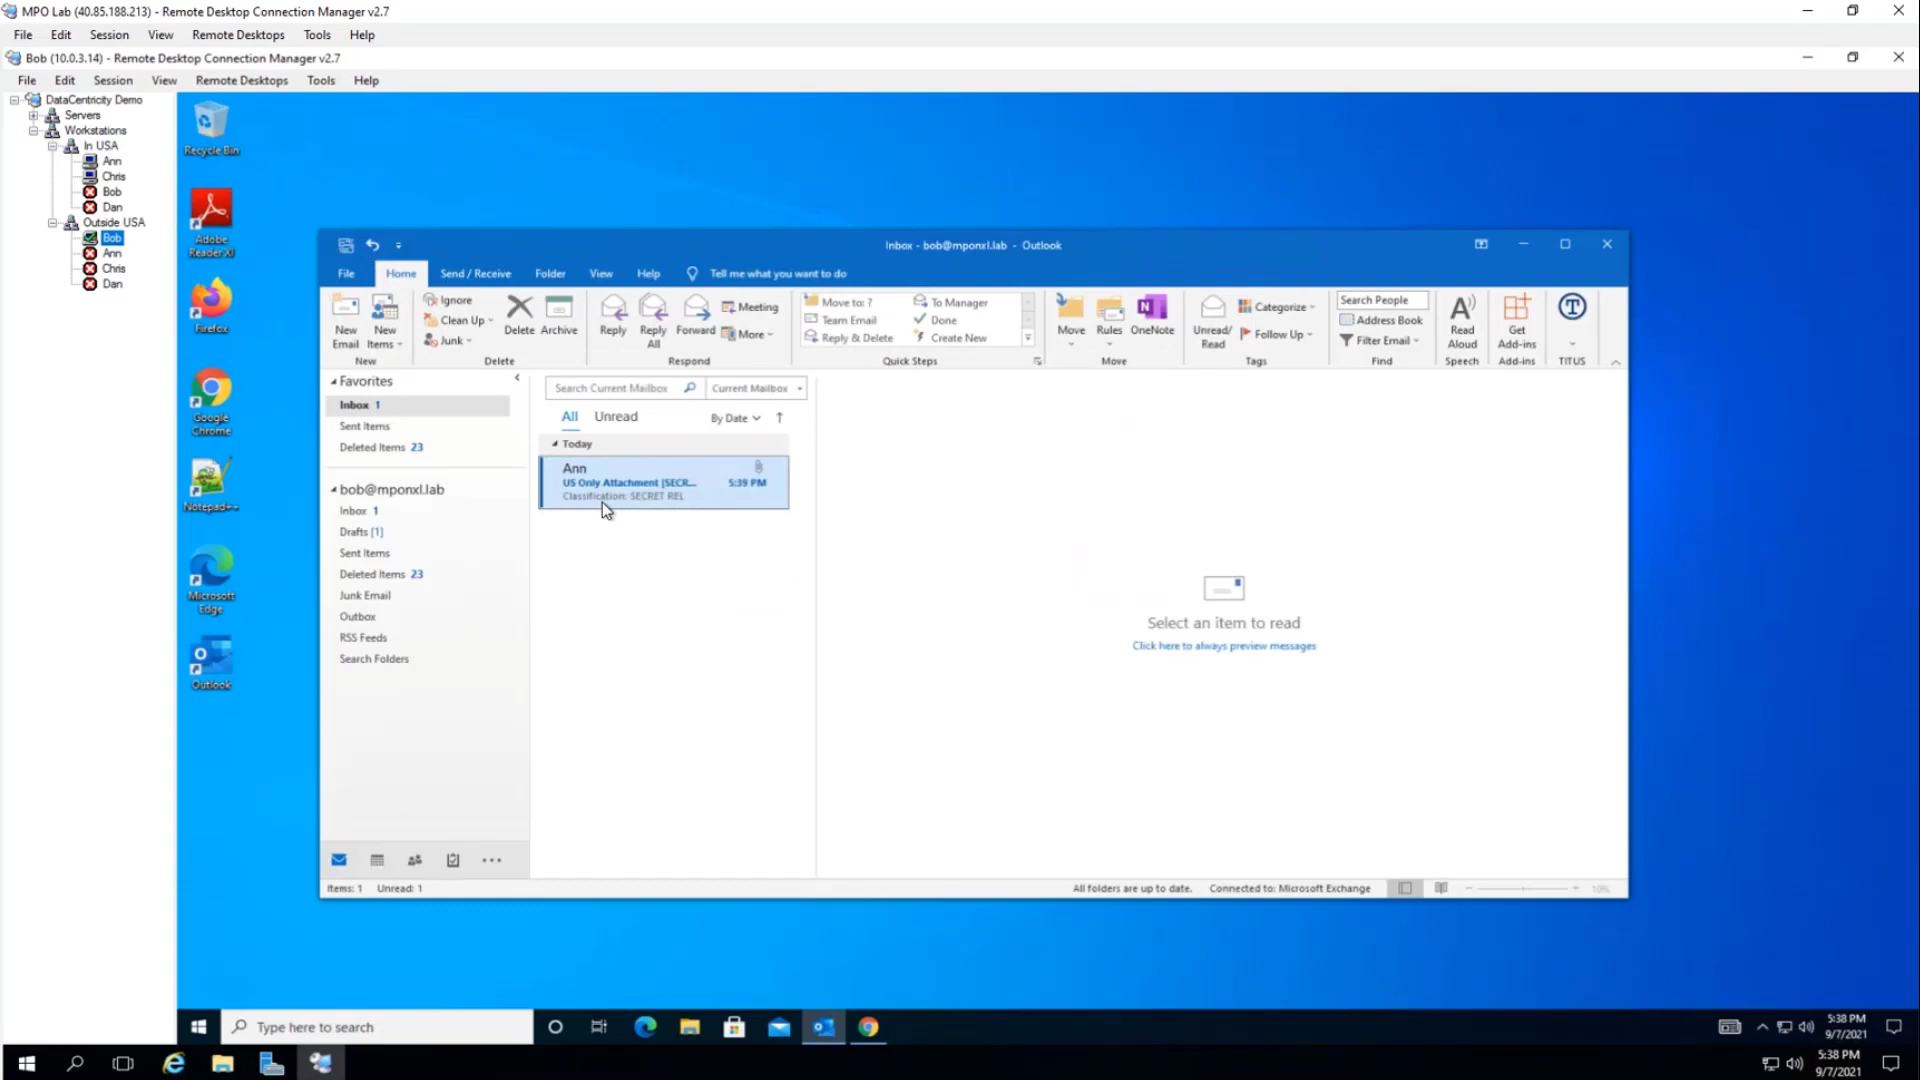 MPO Lab (40.85.188.213) - Remote Desktop Connection Manager v2.7
File Edit Session View Remote Desktops Tools Help
Bob (10.0.3.14) - Remote Desktop Connection Manager v2.7
File Edit Session View Remote Desktops Tools Help
DataCentricity Demo
Servers
Workstations
In USA
Ann
Chris
Bob
Dan
Outside USA
Bob
Ann
Chris
Dan
Recycle Bin
Adobe
Reader XI
Firefox
Google
Chrome
Notepad++
Microsoft
Edge
Outlook
Inbox - bob@mponxl.lab - Outlook
File Home Send / Receive Folder View Help Tell me what you want to do
New
Email
New
Items
New
Ignore
Clean Up
Junk
Delete
Archive
Delete
Reply
Reply
All
Forward
Meeting
More
Respond
Move to: ?
Team Email
Reply & Delete
To Manager
Done
Create New
Quick Steps
Move
Rules
OneNote
Move
Unread/
Read
Categorize
Follow Up
Tags
Search People
Address Book
Filter Email
Find
Read
Aloud
Speech
Get
Add-ins
Add-ins
TITUS
Favorites
Inbox 1
Sent Items
Deleted Items 23
bob@mponxl.lab
Inbox 1
Drafts [1]
Sent Items
Deleted Items 23
Junk Email
Outbox
RSS Feeds
Search Folders
Search Current Mailbox
Current Mailbox
All Unread By Date
Today
Ann
US Only Attachment [SECR... 5:39 PM
Classification: SECRET REL
Select an item to read
Click here to always preview messages
Items: 1 Unread: 1
All folders are up to date. Connected to: Microsoft Exchange 10%
Type here to search
5:38 PM
9/7/2021
5:38 PM
9/7/2021